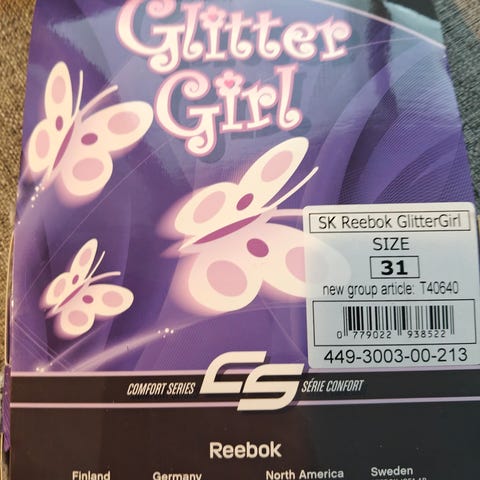 Glitter
Girl
SK Reebok GlitterGirl
SIZE
31
new group article: T40640
0 779022 938522
449-3003-00-213
COMFORT SERIES CS SÉRIE CONFORT
Reebok
Finland Germany North America Sweden